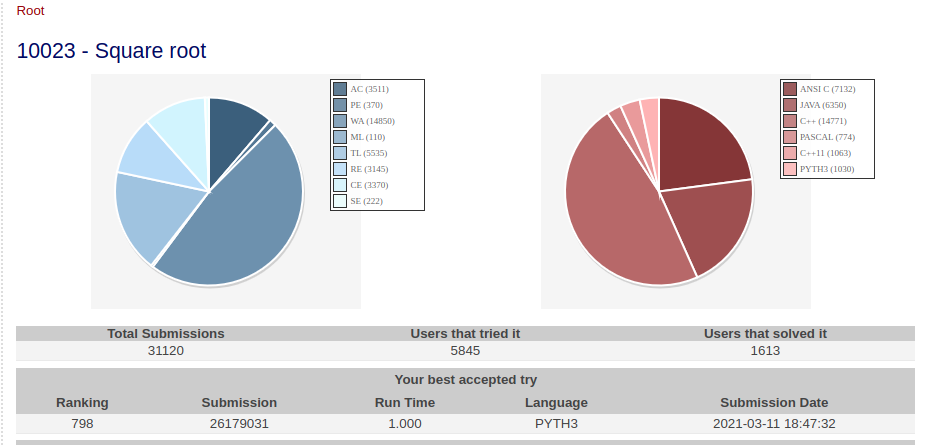 Root
10023 - Square root
AC (3511)
PE (370)
WA (14850)
ML (110)
TL (5535)
RE (3145)
CE (3370)
SE (222)
ANSI C (7132)
JAVA (6350)
C++ (14771)
PASCAL (774)
C++11 (1063)
PYTH3 (1030)
Total Submissions Users that tried it Users that solved it
31120 5845 1613
Your best accepted try
Ranking Submission Run Time Language Submission Date
798 26179031 1.000 PYTH3 2021-03-11 18:47:32